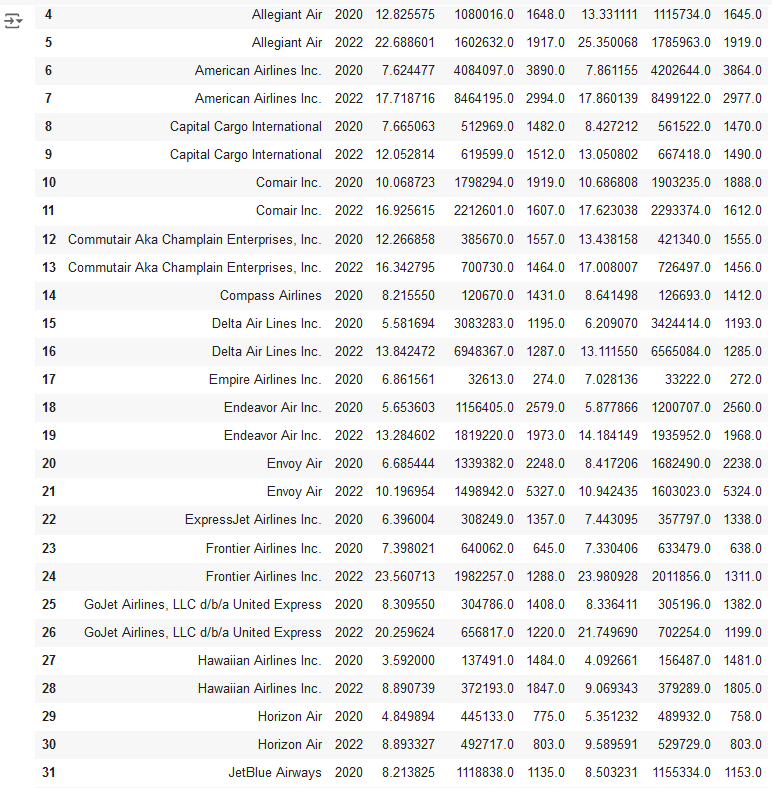 4 Allegiant Air 2020 12.825575 1080016.0 1648.0 13.331111 1115734.0 1645.0
5 Allegiant Air 2022 22.688601 1602632.0 1917.0 25.350068 1785963.0 1919.0
6 American Airlines Inc. 2020 7.624477 4084097.0 3890.0 7.861155 4202644.0 3864.0
7 American Airlines Inc. 2022 17.718716 8464195.0 2994.0 17.860139 8499122.0 2977.0
8 Capital Cargo International 2020 7.665063 512969.0 1482.0 8.427212 561522.0 1470.0
9 Capital Cargo International 2022 12.052814 619599.0 1512.0 13.050802 667418.0 1490.0
10 Comair Inc. 2020 10.068723 1798294.0 1919.0 10.686808 1903235.0 1888.0
11 Comair Inc. 2022 16.925615 2212601.0 1607.0 17.623038 2293374.0 1612.0
12 Commutair Aka Champlain Enterprises, Inc. 2020 12.266858 385670.0 1557.0 13.438158 421340.0 1555.0
13 Commutair Aka Champlain Enterprises, Inc. 2022 16.342795 700730.0 1464.0 17.008007 726497.0 1456.0
14 Compass Airlines 2020 8.215550 120670.0 1431.0 8.641498 126693.0 1412.0
15 Delta Air Lines Inc. 2020 5.581694 3083283.0 1195.0 6.209070 3424414.0 1193.0
16 Delta Air Lines Inc. 2022 13.842472 6948367.0 1287.0 13.111550 6565084.0 1285.0
17 Empire Airlines Inc. 2020 6.861561 32613.0 274.0 7.028136 33222.0 272.0
18 Endeavor Air Inc. 2020 5.653603 1156405.0 2579.0 5.877866 1200707.0 2560.0
19 Endeavor Air Inc. 2022 13.284602 1819220.0 1973.0 14.184149 1935952.0 1968.0
20 Envoy Air 2020 6.685444 1339382.0 2248.0 8.417206 1682490.0 2238.0
21 Envoy Air 2022 10.196954 1498942.0 5327.0 10.942435 1603023.0 5324.0
22 ExpressJet Airlines Inc. 2020 6.396004 308249.0 1357.0 7.443095 357797.0 1338.0
23 Frontier Airlines Inc. 2020 7.398021 640062.0 645.0 7.330406 633479.0 638.0
24 Frontier Airlines Inc. 2022 23.560713 1982257.0 1288.0 23.980928 2011856.0 1311.0
25 GoJet Airlines, LLC d/b/a United Express 2020 8.309550 304786.0 1408.0 8.336411 305196.0 1382.0
26 GoJet Airlines, LLC d/b/a United Express 2022 20.259624 656817.0 1220.0 21.749690 702254.0 1199.0
27 Hawaiian Airlines Inc. 2020 3.592000 137491.0 1484.0 4.092661 156487.0 1481.0
28 Hawaiian Airlines Inc. 2022 8.890739 372193.0 1847.0 9.069343 379289.0 1805.0
29 Horizon Air 2020 4.849894 445133.0 775.0 5.351232 489932.0 758.0
30 Horizon Air 2022 8.893327 492717.0 803.0 9.589591 529729.0 803.0
31 JetBlue Airways 2020 8.213825 1118838.0 1135.0 8.503231 1155334.0 1153.0